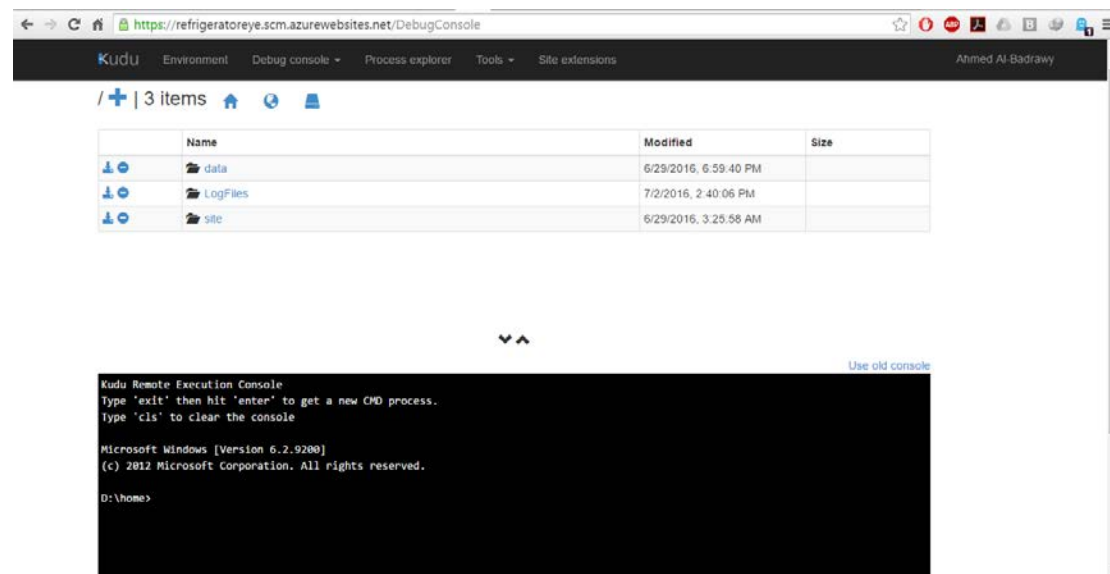 https://refrigeratoreye.scm.azurewebsites.net/DebugConsole
Kudu Environment Debug console Process explorer Tools Site extensions Ahmed Al-Badrawy
/ + | 3 items
Name Modified Size
data 6/29/2016, 6:59:40 PM
LogFiles 7/2/2016, 2:40:06 PM
site 6/29/2016, 3:25:58 AM
Use old console
Kudu Remote Execution Console
Type 'exit' then hit 'enter' to get a new CMD process.
Type 'cls' to clear the console
Microsoft Windows [Version 6.2.9200]
(c) 2012 Microsoft Corporation. All rights reserved.
D:\home>